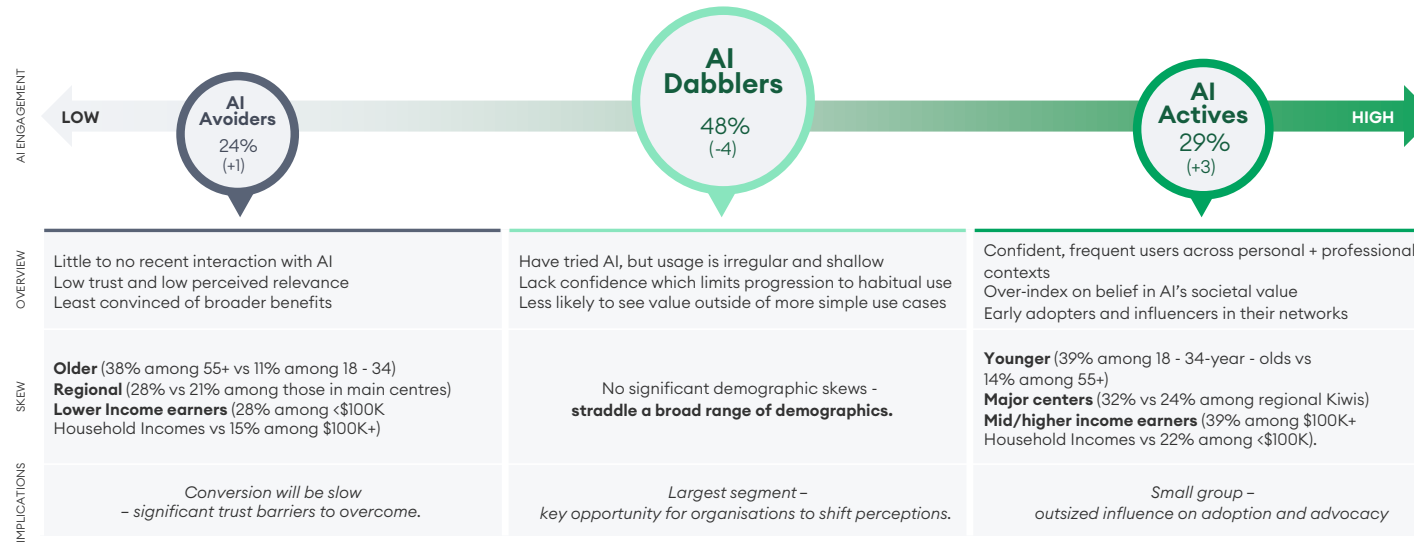 AI ENGAGEMENT
LOW
AI
Avoiders
24%
(+1)
AI
Dabblers
48%
(-4)
AI
Actives
29%
(+3)
HIGH
OVERVIEW
Little to no recent interaction with AI
Low trust and low perceived relevance
Least convinced of broader benefits
Have tried AI, but usage is irregular and shallow
Lack confidence which limits progression to habitual use
Less likely to see value outside of more simple use cases
Confident, frequent users across personal + professional
contexts
Over-index on belief in AI's societal value
Early adopters and influencers in their networks
SKEW
Older (38% among 55+ vs 11% among 18 - 34)
Regional (28% vs 21% among those in main centres)
Lower Income earners (28% among <$100K
Household Incomes vs 15% among $100K+)
No significant demographic skews -
straddle a broad range of demographics.
Younger (39% among 18 - 34-year - olds vs
14% among 55+)
Major centers (32% vs 24% among regional Kiwis)
Mid/higher income earners (39% among $100K+
Household Incomes vs 22% among <$100K).
IMPLICATIONS
Conversion will be slow
– significant trust barriers to overcome.
Largest segment –
key opportunity for organisations to shift perceptions.
Small group –
outsized influence on adoption and advocacy